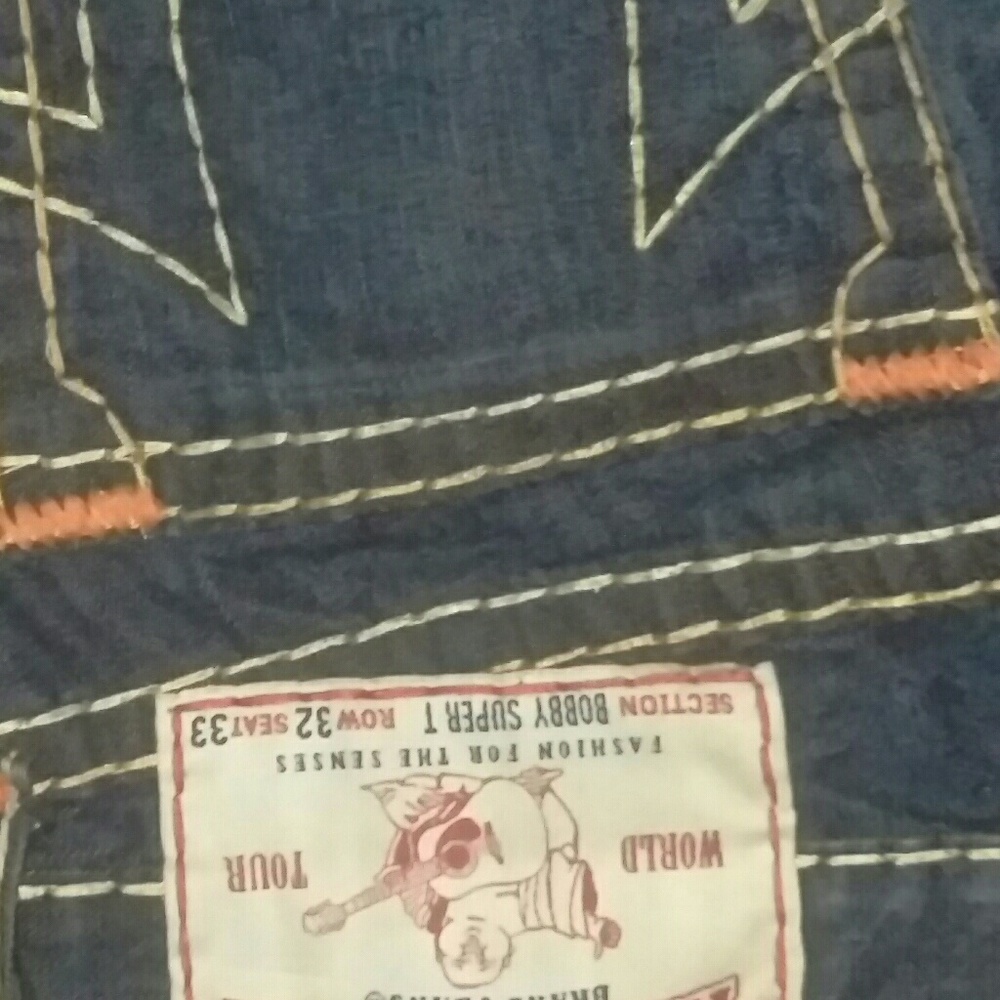 WORLD TOUR
FASHION FOR THE SENSES
SECTION BOBBY SUPER T ROW 32 SEAT 33